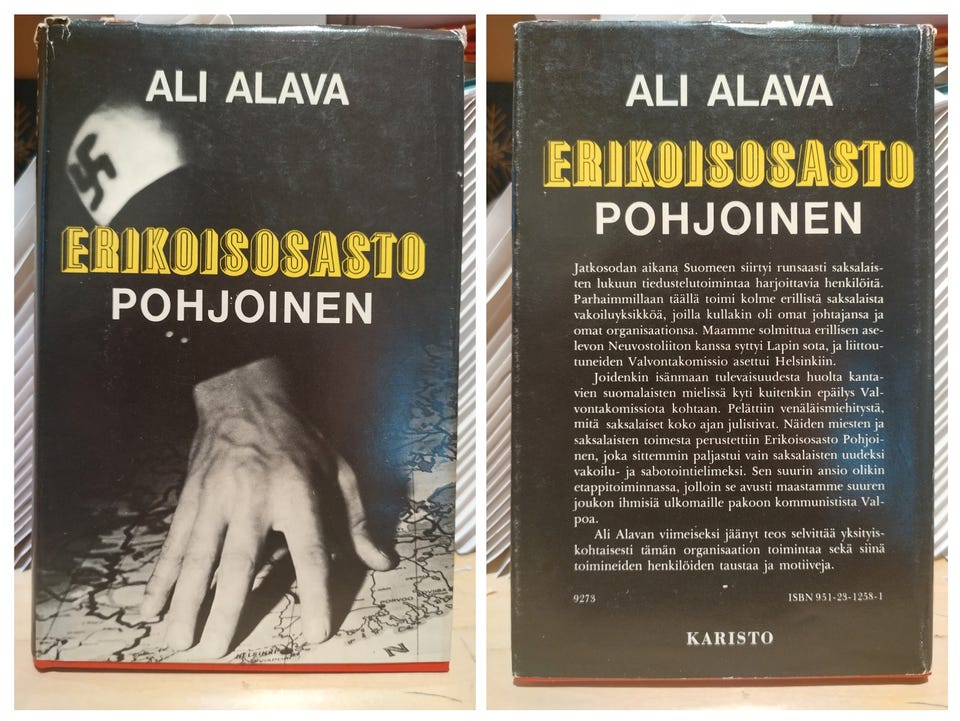 ALI ALAVA
ERIKOISOSASTO
POHJOINEN
PORVOO
HELSINKI
N
ALI ALAVA
ERIKOISOSASTO
POHJOINEN
Jatkosodan aikana Suomeen siirtyi runsaasti saksalais-
ten lukuun tiedustelutoimintaa harjoittavia henkilöitä.
Parhaimmillaan täällä toimi kolme erillistä saksalaista
vakoiluyksikköä, joilla kullakin oli omat johtajansa ja
omat organisaationsa. Maamme solmittua erillisen ase-
levon Neuvostoliiton kanssa syttyi Lapin sota, ja liittou-
tuneiden Valvontakomissio asettui Helsinkiin.
Joidenkin isänmaan tulevaisuudesta huolta kanta-
vien suomalaisten mielissä kyti kuitenkin epäilys Val-
vontakomissiota kohtaan. Pelättiin venäläismiehitystä,
mitä saksalaiset koko ajan julistivat. Näiden miesten ja
saksalaisten toimesta perustettiin Erikoisosasto Pohjoi-
nen, joka sittemmin paljastui vain saksalaisten uudeksi
vakoilu- ja sabotointielimeksi. Sen suurin ansio olikin
etappitoiminnassa, jolloin se avusti maastamme suuren
joukon ihmisiä ulkomaille pakoon kommunistista Val-
poa.
Ali Alavan viimeiseksi jäänyt teos selvittää yksityis-
kohtaisesti tämän organisaation toimintaa sekä siinä
toimineiden henkilöiden taustaa ja motiiveja.
9273 ISBN 951-23-1258-1
KARISTO